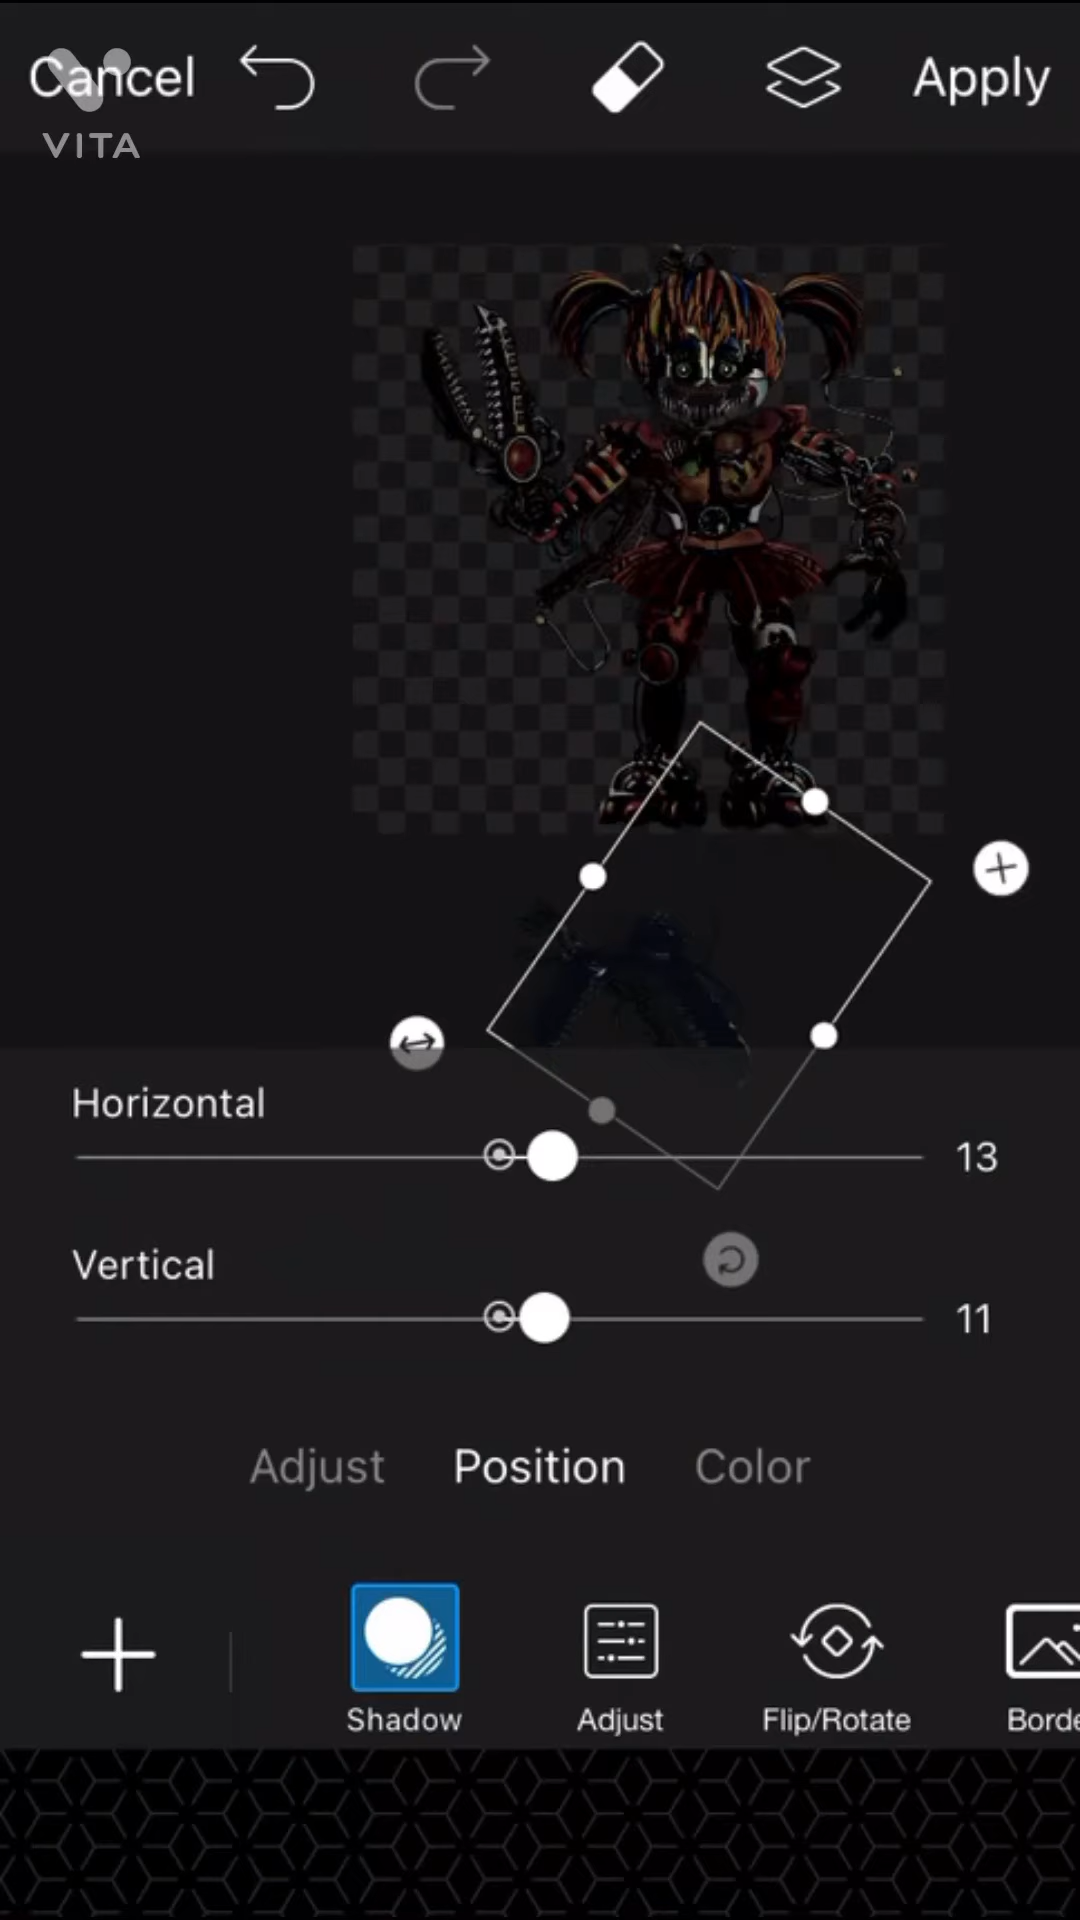 Cancel
Apply
VITA
Horizontal
13
Vertical
11
Adjust
Position
Color
Shadow
Adjust
Flip/Rotate
Borde